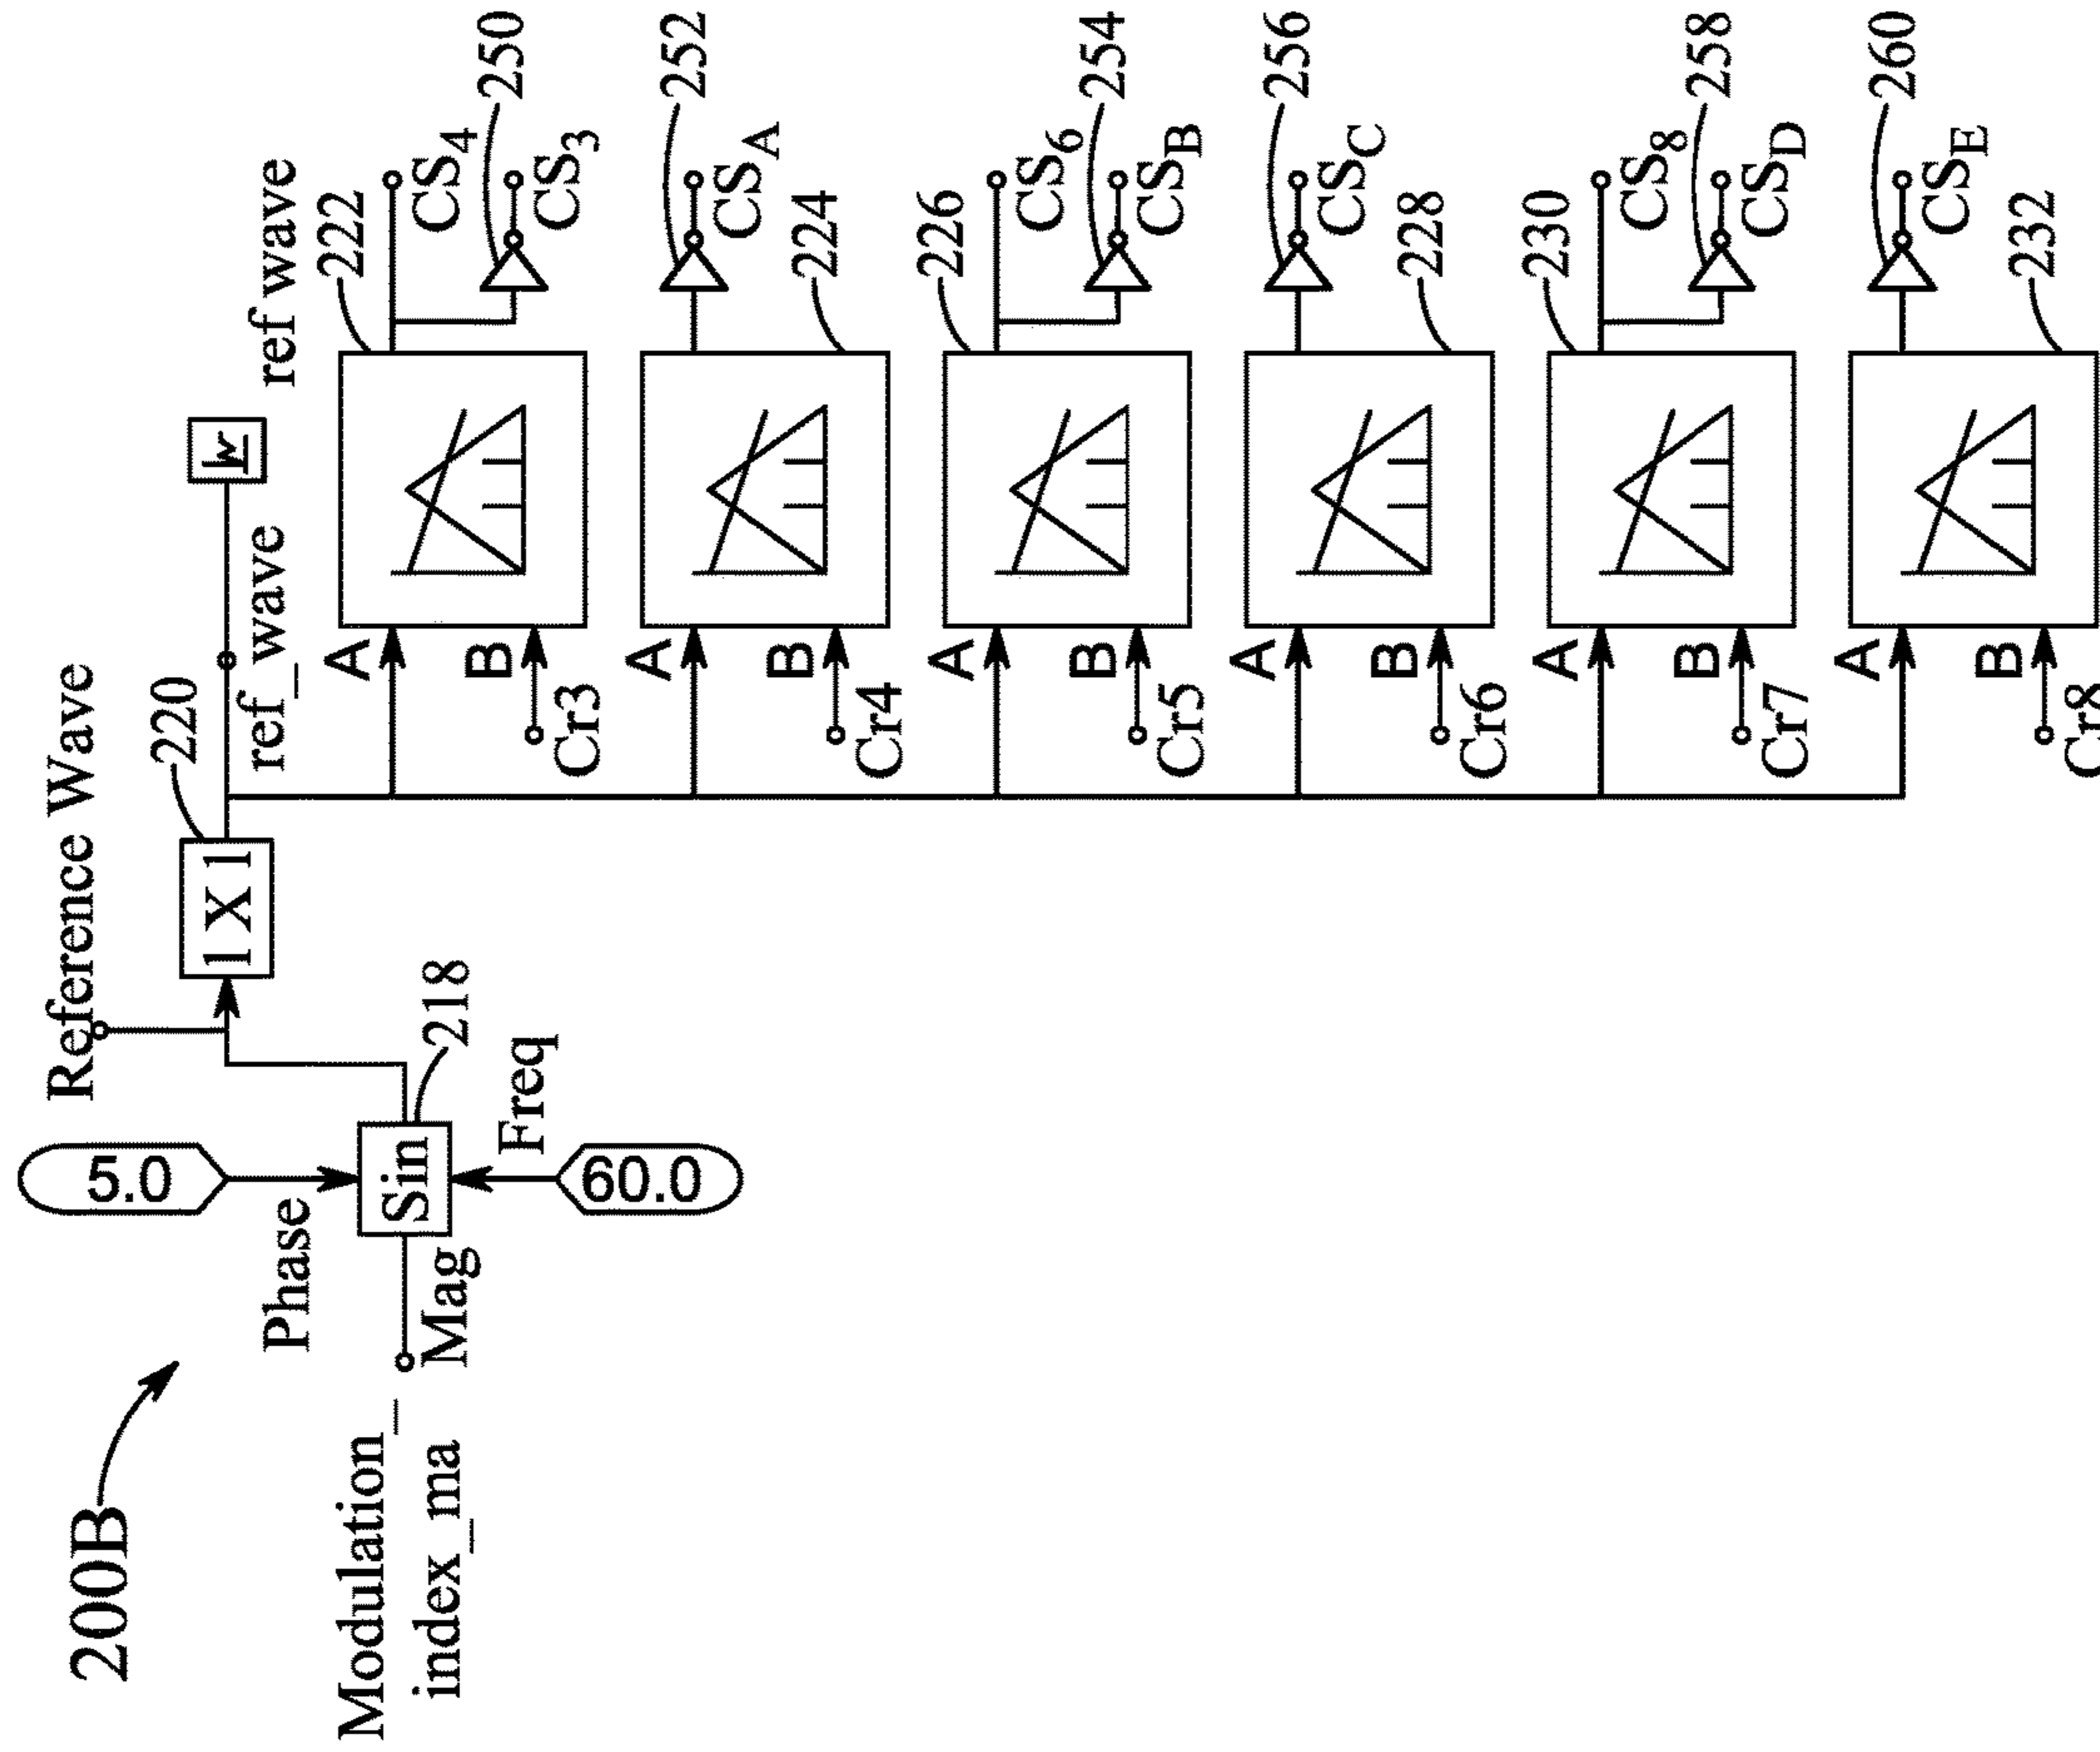 200B
Reference Wave
5.0
Phase
220
1 X 1
ref_wave
ref wave
Modulation_
index_ma
Mag
Sin
218
Freq
60.0
A
B
Cr3
222
CS4
250
CS3
A
B
Cr4
252
CSA
224
A
B
Cr5
226
CS6
254
CSB
A
B
Cr6
256
CSC
228
A
B
Cr7
230
CS8
258
CSD
A
B
Cr8
260
CSE
232